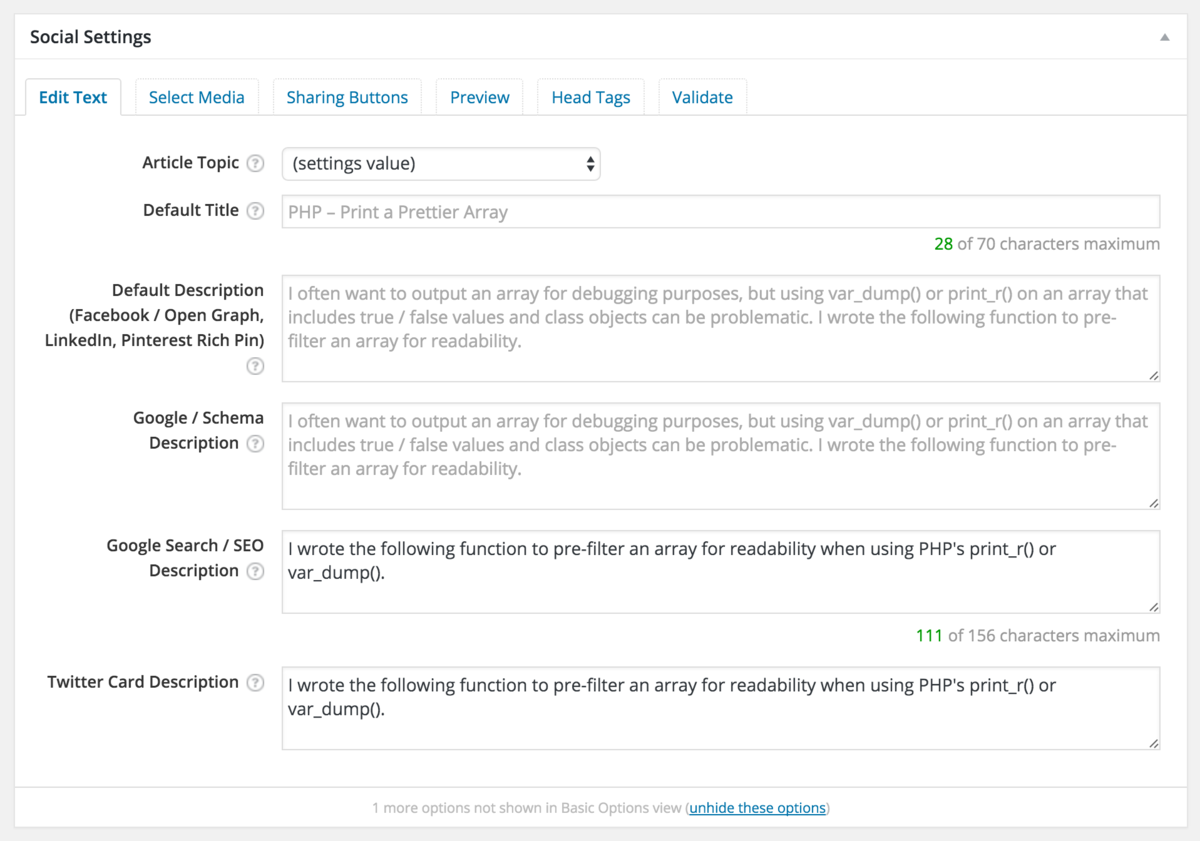 Social Settings
Edit Text
Select Media
Sharing Buttons
Preview
Head Tags
Validate
Article Topic ?
(settings value)
Default Title ?
PHP – Print a Prettier Array
28 of 70 characters maximum
Default Description
(Facebook / Open Graph,
LinkedIn, Pinterest Rich Pin)
?
I often want to output an array for debugging purposes, but using var_dump() or print_r() on an array that
includes true / false values and class objects can be problematic. I wrote the following function to pre-
filter an array for readability.
Google / Schema
Description ?
I often want to output an array for debugging purposes, but using var_dump() or print_r() on an array that
includes true / false values and class objects can be problematic. I wrote the following function to pre-
filter an array for readability.
Google Search / SEO
Description ?
I wrote the following function to pre-filter an array for readability when using PHP's print_r() or
var_dump().
111 of 156 characters maximum
Twitter Card Description ?
I wrote the following function to pre-filter an array for readability when using PHP's print_r() or
var_dump().
1 more options not shown in Basic Options view (unhide these options)